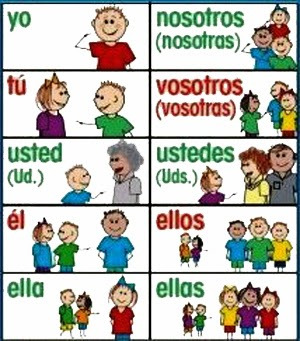 yo
nosotros
(nosotras)
tú
vosotros
(vosotras)
usted
(Ud.)
ustedes
(Uds.)
él
ellos
ella
ellas